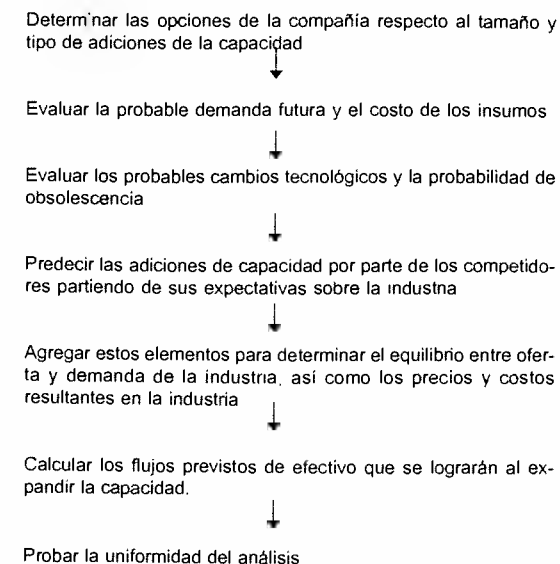 Determinar las opciones de la compañía respecto al tamaño y
tipo de adiciones de la capacidad
Evaluar la probable demanda futura y el costo de los insumos
Evaluar los probables cambios tecnológicos y la probabilidad de
obsolescencia
Predecir las adiciones de capacidad por parte de los competido-
res partiendo de sus expectativas sobre la industria
Agregar estos elementos para determinar el equilibrio entre ofer-
ta y demanda de la industria, así como los precios y costos
resultantes en la industria
Calcular los flujos previstos de efectivo que se lograrán al ex-
pandir la capacidad.
Probar la uniformidad del análisis